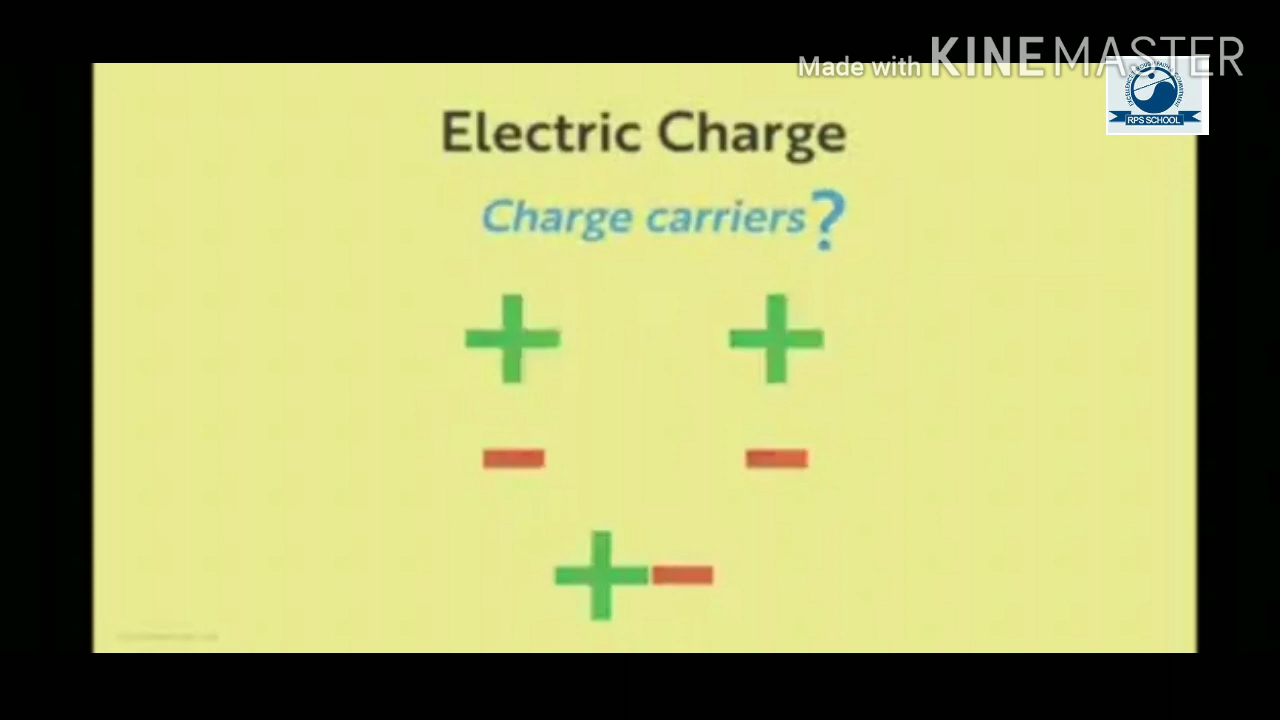 Made with KINEMASTER
RPS SCHOOL
Electric Charge
Charge carriers?
+ +
- -
+-